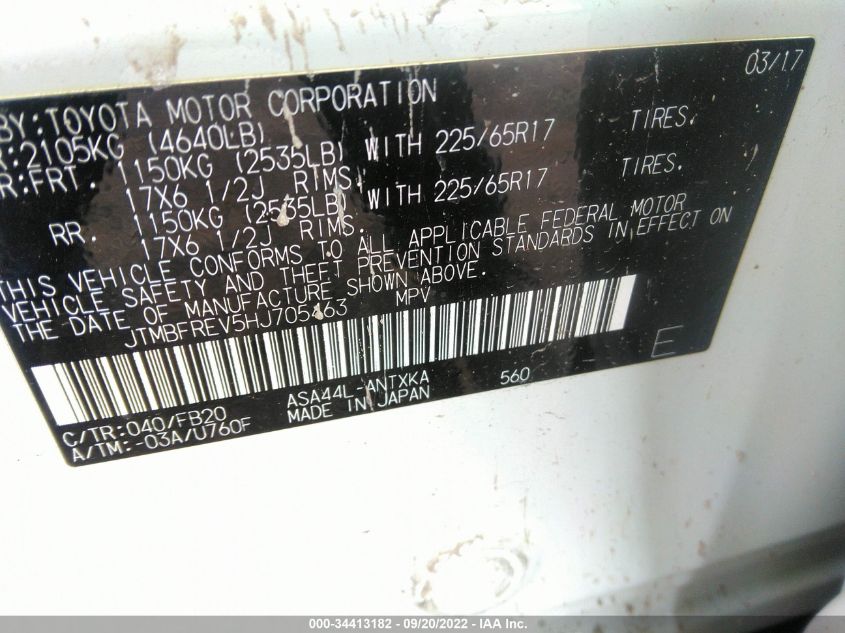 03/17
BY:TOYOTA MOTOR CORPORATION
R:2105KG (4640LB)
R:FRT. 1150KG (2535LB) WITH 225/65R17 TIRES.
17X6 1/2J RIMS.
RR. 1150KG (2535LB) WITH 225/65R17 TIRES.
17X6 1/2J RIMS.
THIS VEHICLE CONFORMS TO ALL APPLICABLE FEDERAL MOTOR
VEHICLE SAFETY AND THEFT PREVENTION STANDARDS IN EFFECT ON
THE DATE OF MANUFACTURE SHOWN ABOVE.
MPV
ASA44L-ANTXKA 560
C/TR:040/FB20 MADE IN JAPAN
A/TM:-03A/U760F
E
000-34413182 - 09/20/2022 - IAA Inc.